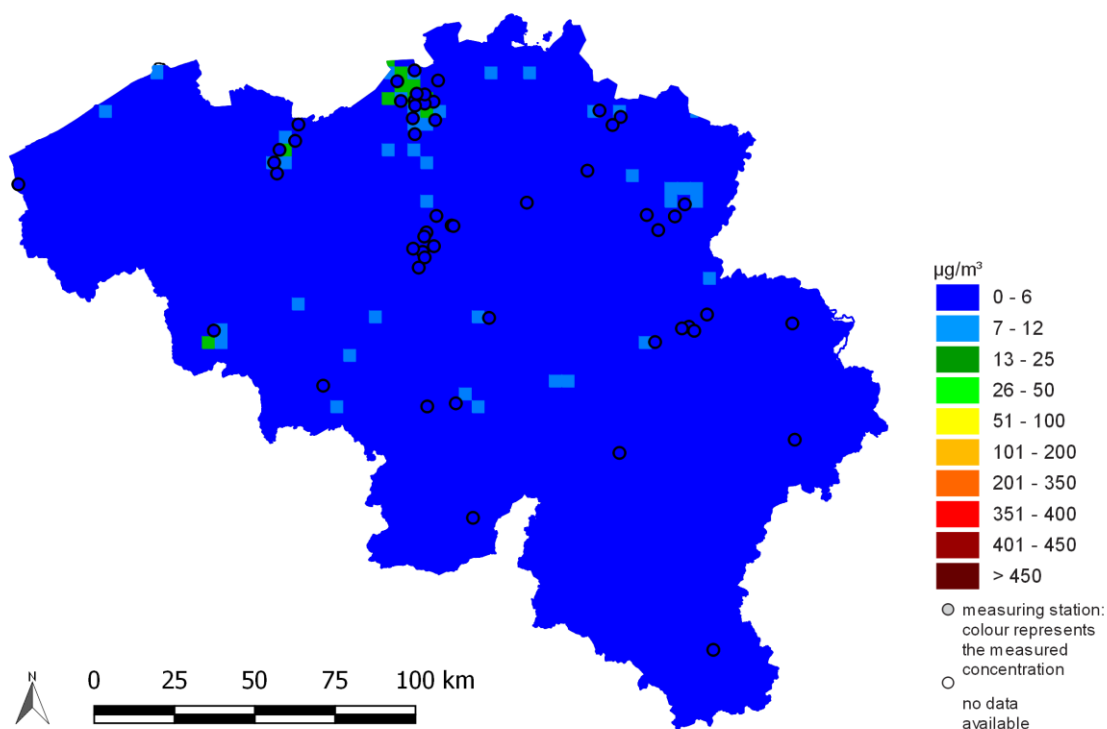 µg/m³
0 - 6
7 - 12
13 - 25
26 - 50
51 - 100
101 - 200
201 - 350
351 - 400
401 - 450
> 450
measuring station:
colour represents
the measured
concentration
no data
available
N
0 25 50 75 100 km